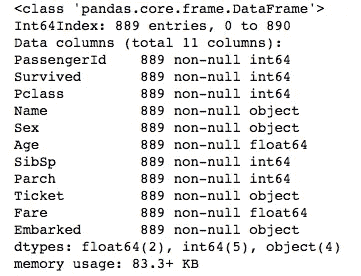 <class 'pandas.core.frame.DataFrame'>
Int64Index: 889 entries, 0 to 890
Data columns (total 11 columns):
PassengerId    889 non-null int64
Survived       889 non-null int64
Pclass         889 non-null int64
Name           889 non-null object
Sex            889 non-null object
Age            889 non-null float64
SibSp          889 non-null int64
Parch          889 non-null int64
Ticket         889 non-null object
Fare           889 non-null float64
Embarked       889 non-null object
dtypes: float64(2), int64(5), object(4)
memory usage: 83.3+ KB